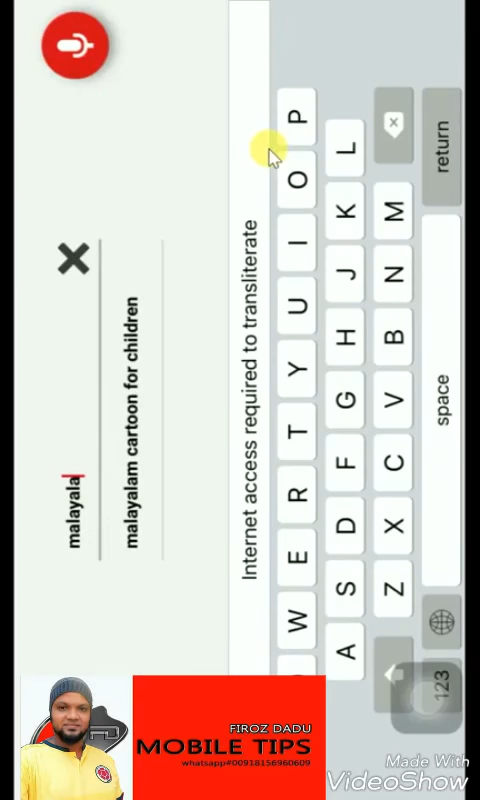 malayala
malayalam cartoon for children
Internet access required to transliterate
W E R T Y U I O P
A S D F G H J K L
Z X C V B N M
123 space return
FIROZ DADU
MOBILE TIPS
whatsapp#00918156960609
Made With
VideoShow